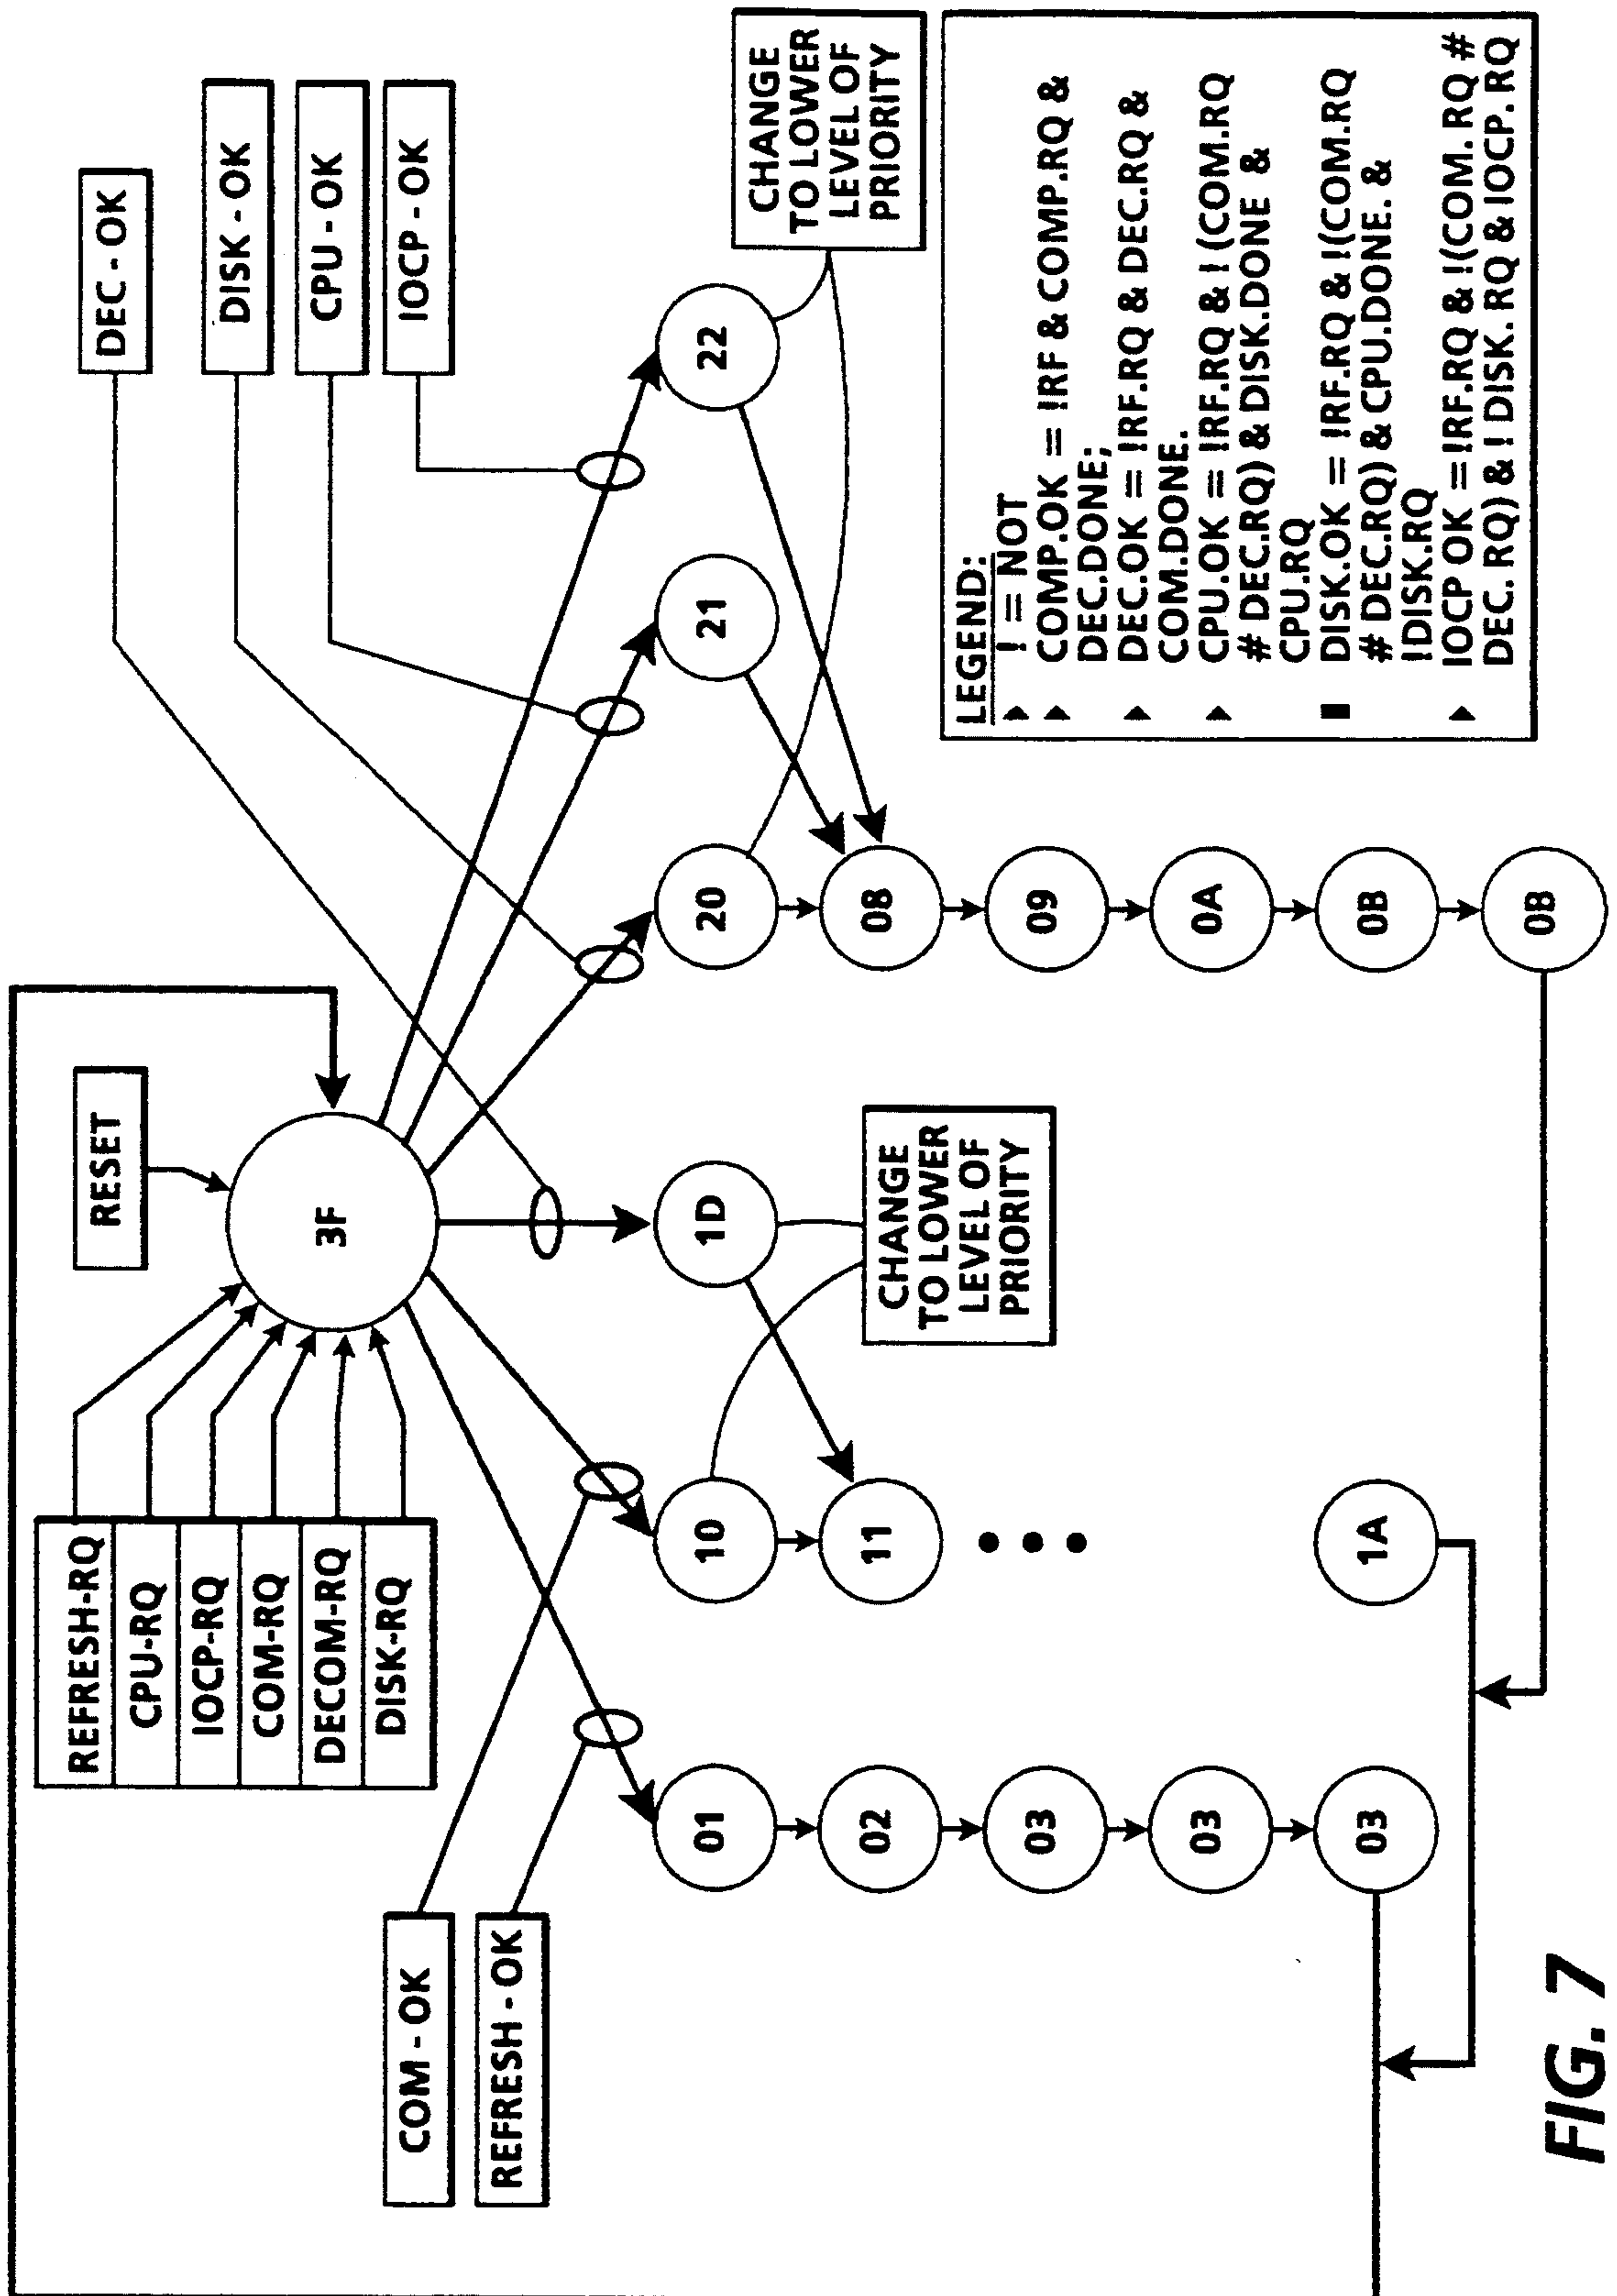 REFRESH-RQ
CPU-RQ
IOCP-RQ
COM-RQ
DECOM-RQ
DISK-RQ
RESET
3F
DEC - OK
DISK - OK
CPU - OK
IOCP - OK
COM - OK
REFRESH - OK
01
10
1D
20
21
22
CHANGE
TO LOWER
LEVEL OF
PRIORITY
02
11
08
CHANGE
TO LOWER
LEVEL OF
PRIORITY
03
09
03
0A
03
1A
0B
0B
LEGEND:
! = NOT
COMP.OK = !RF & COMP.RQ &
DEC.DONE;
DEC.OK = !RF.RQ & DEC.RQ &
COM.DONE.
CPU.OK = !RF.RQ & ! (COM.RQ
# DEC.RQ) & DISK.DONE &
CPU.RQ
DISK.OK = !RF.RQ & !(COM.RQ
# DEC.RQ) & CPU.DONE. &
!DISK.RQ
IOCP OK = !RF.RQ & !(COM. RQ #
DEC. RQ) & ! DISK. RQ & IOCP. RQ
FIG. 7